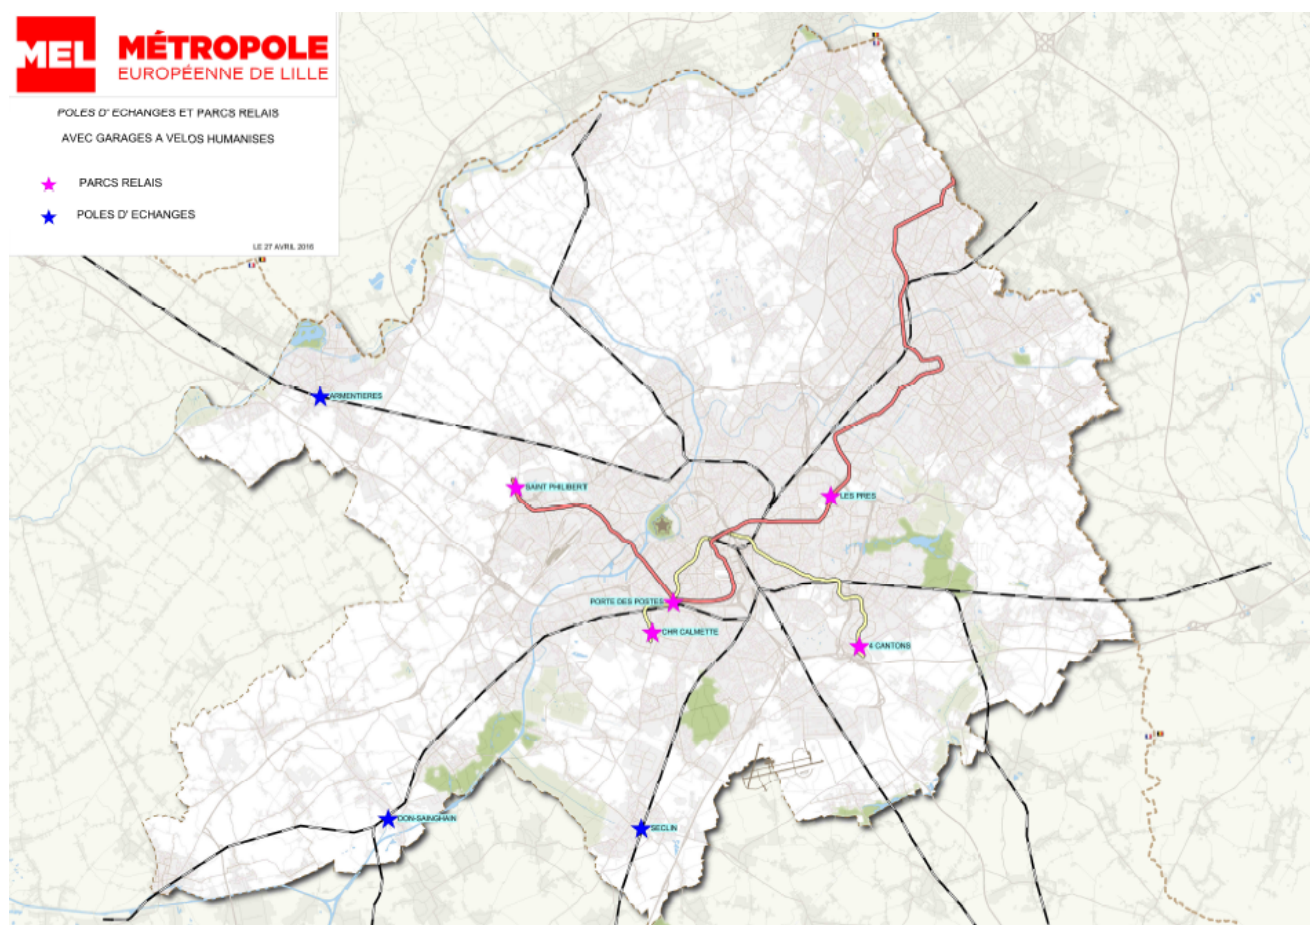 MEL MÉTROPOLE
EUROPÉENNE DE LILLE
POLES D' ECHANGES ET PARCS RELAIS
AVEC GARAGES A VELOS HUMANISES
PARCS RELAIS
POLES D' ECHANGES
LE 27 AVRIL 2016
ARMENTIERES
SAINT PHILIBERT
LES PRES
PORTE DES POSTES
CHR CALMETTE
4 CANTONS
DON-SAINGHAIN
SECLIN